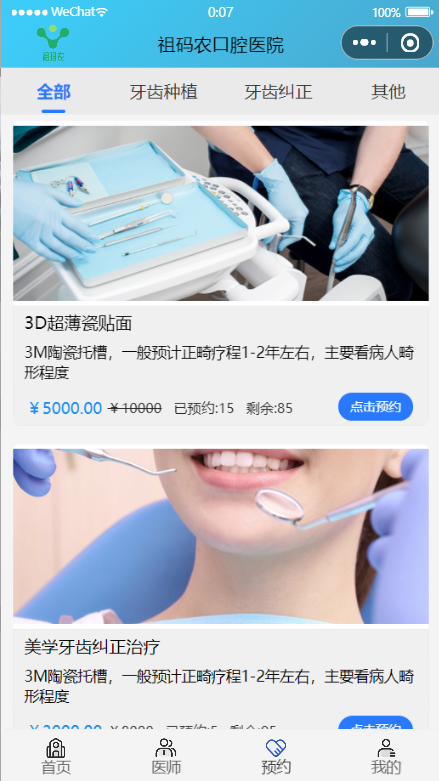 WeChat
0:07
100%
祖码农
祖码农口腔医院
全部
牙齿种植
牙齿纠正
其他
3D超薄瓷贴面
3M陶瓷托槽，一般预计正畸疗程1-2年左右，主要看病人畸
形程度
￥5000.00 ￥10000 已预约:15 剩余:85
点击预约
美学牙齿纠正治疗
3M陶瓷托槽，一般预计正畸疗程1-2年左右，主要看病人畸
形程度
首页
医师
预约
我的